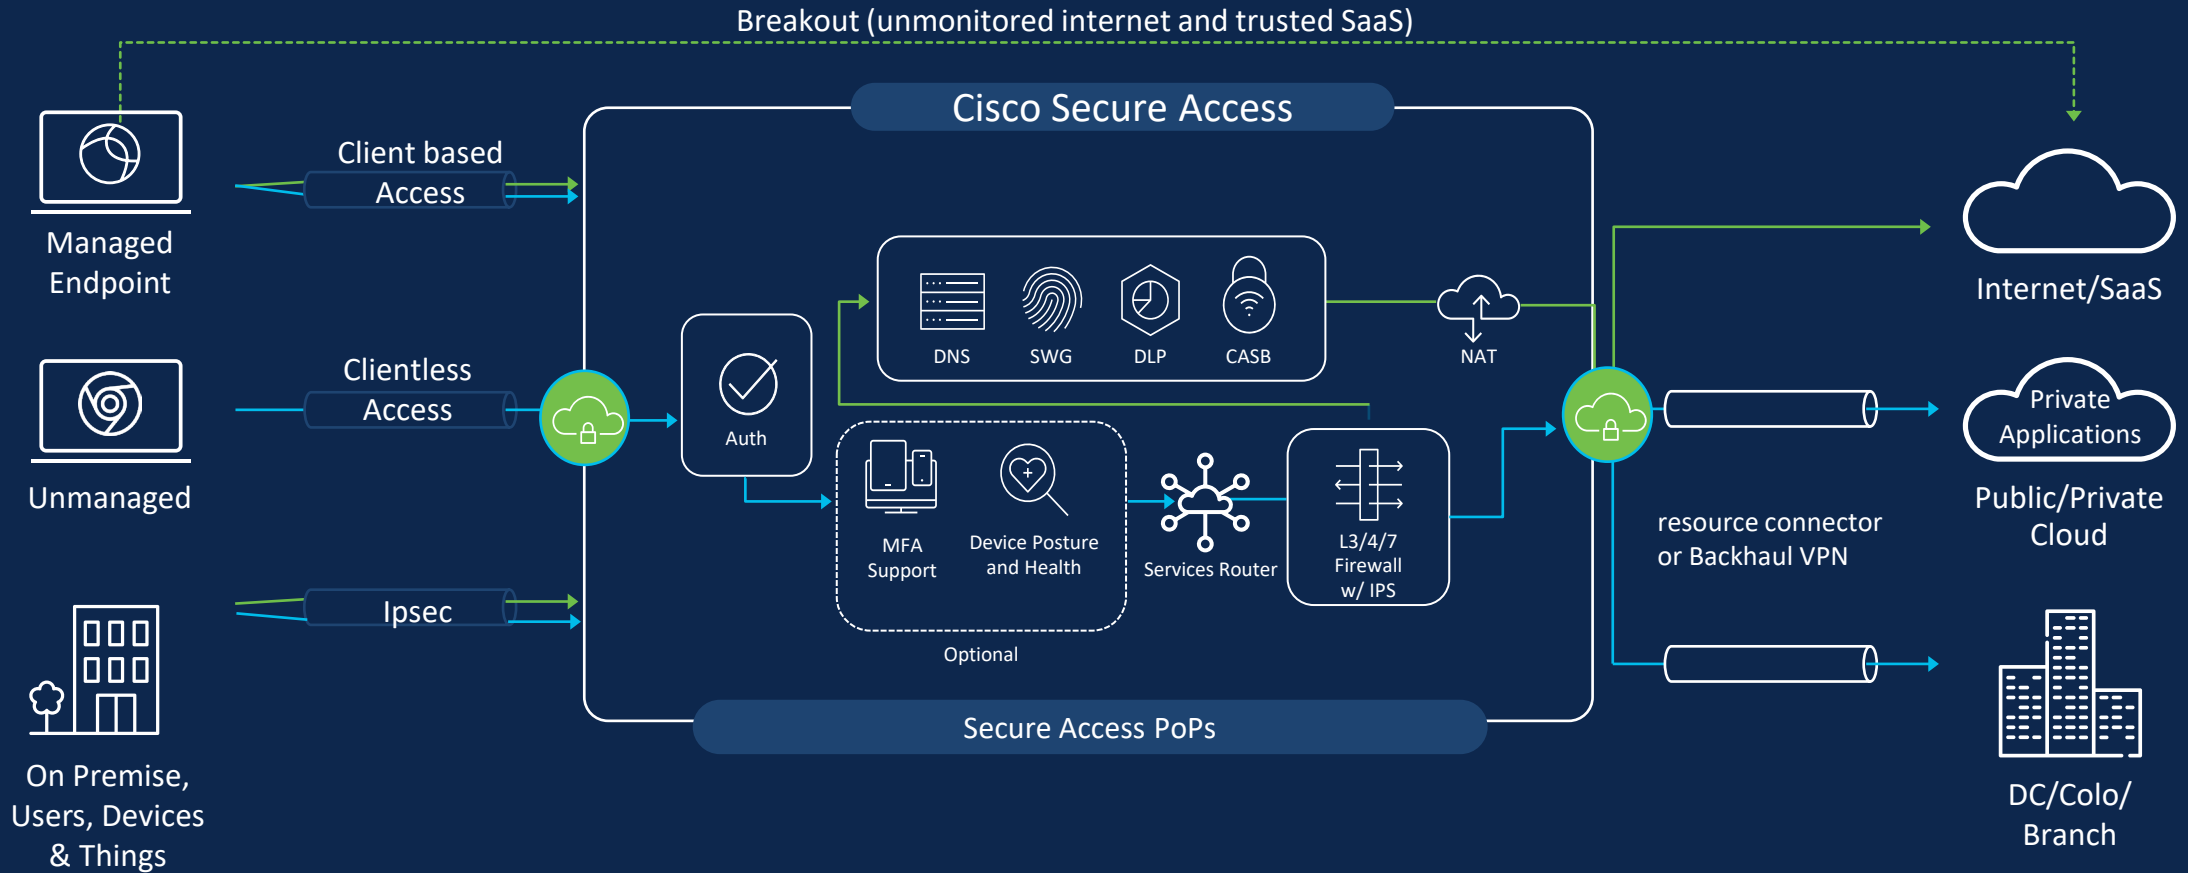 Breakout (unmonitored internet and trusted SaaS)
Cisco Secure Access
Managed
Endpoint
Client based
Access
Unmanaged
Clientless
Access
On Premise,
Users, Devices
& Things
Ipsec
Auth
DNS
SWG
DLP
CASB
NAT
MFA
Support
Device Posture
and Health
Optional
Services Router
L3/4/7
Firewall
w/ IPS
Secure Access PoPs
Internet/SaaS
Private
Applications
Public/Private
Cloud
resource connector
or Backhaul VPN
DC/Colo/
Branch